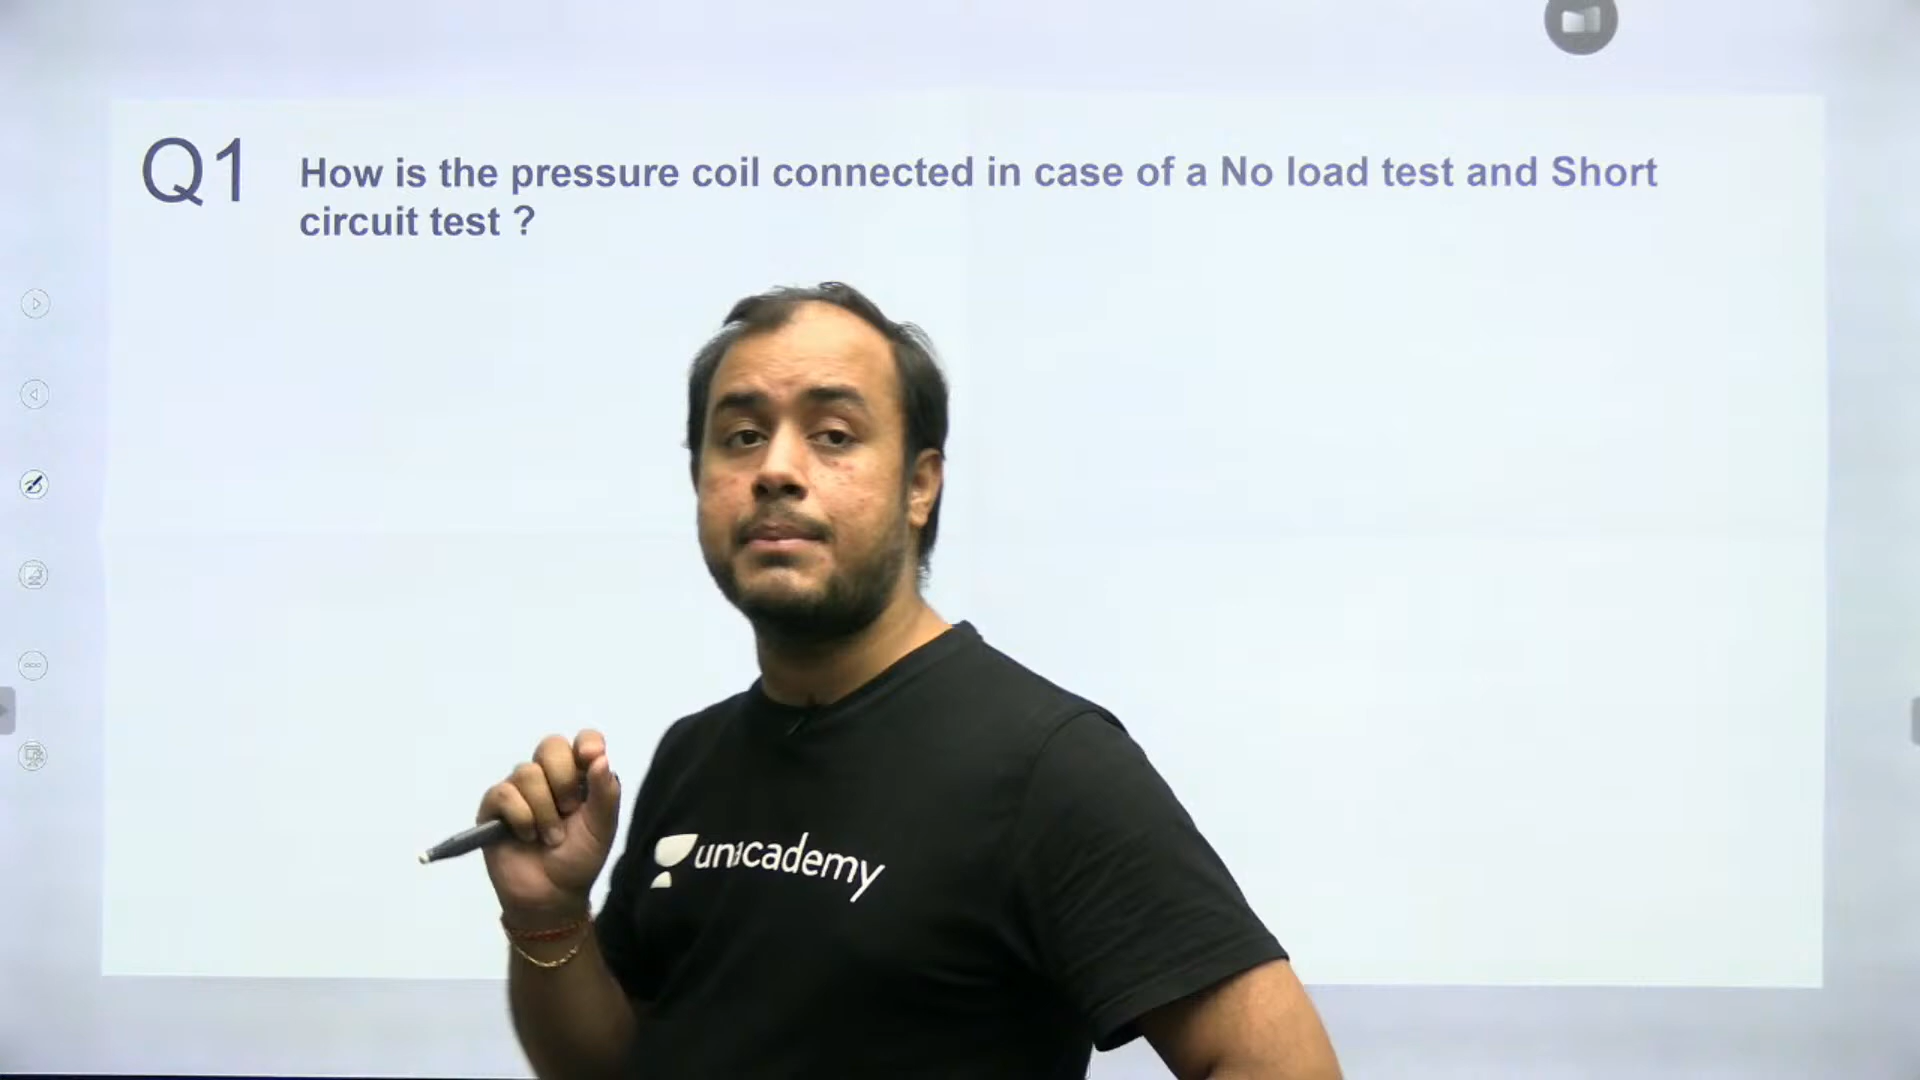 Q1
How is the pressure coil connected in case of a No load test and Short
circuit test ?
unacademy